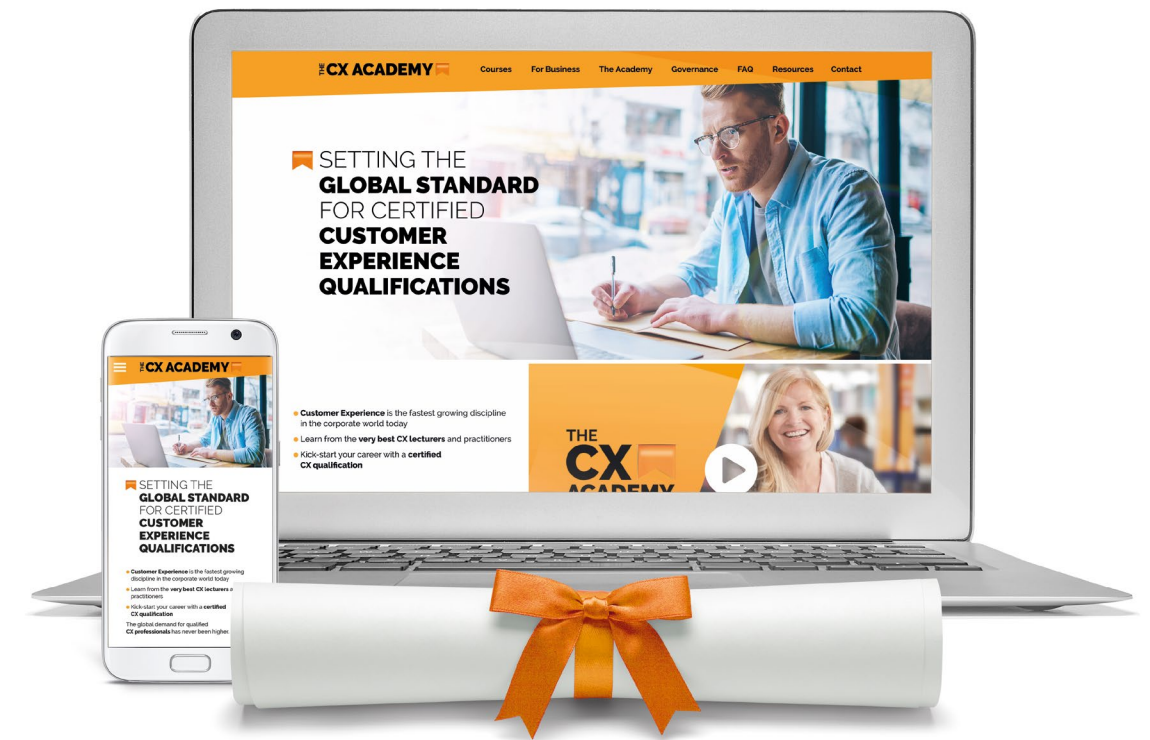 THE CX ACADEMY
Courses For Business The Academy Governance FAQ Resources Contact
SETTING THE
GLOBAL STANDARD
FOR CERTIFIED
CUSTOMER
EXPERIENCE
QUALIFICATIONS
Customer Experience is the fastest growing discipline
in the corporate world today
Learn from the very best CX lecturers and practitioners
Kick-start your career with a certified
CX qualification
THE
CX
ACADEMY
THE CX ACADEMY
SETTING THE
GLOBAL STANDARD
FOR CERTIFIED
CUSTOMER
EXPERIENCE
QUALIFICATIONS
Customer Experience is the fastest growing
discipline in the corporate world today
Learn from the very best CX lecturers a
practitioners
Kick-start your career with a certified
CX qualification
The global demand for qualified
CX professionals has never been higher.